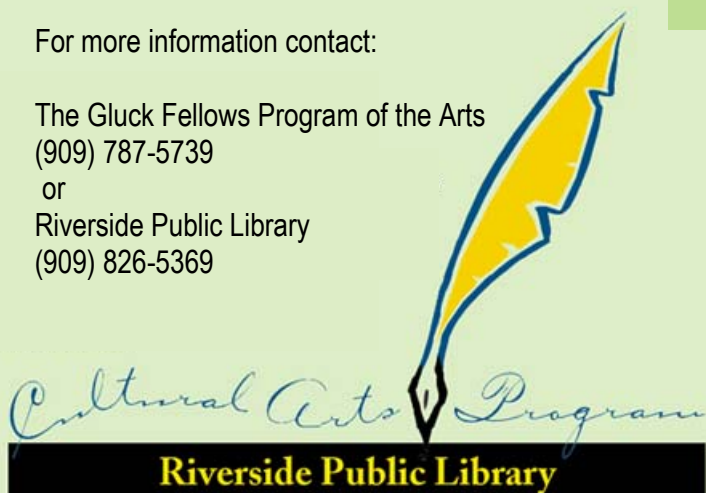 For more information contact:
The Gluck Fellows Program of the Arts
(909) 787-5739
or
Riverside Public Library
(909) 826-5369
Cultural Arts Program
Riverside Public Library